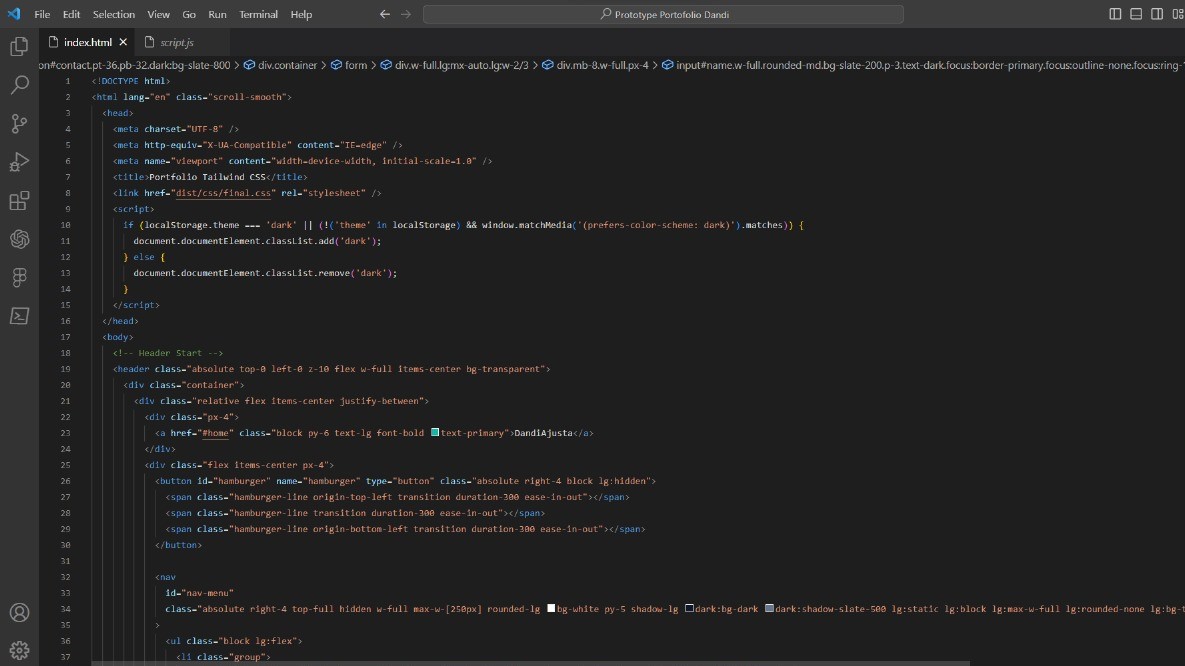 File Edit Selection View Go Run Terminal Help
Prototype Portofolio Dandi
index.html script.js
on#contact.pt-36.pb-32.dark:bg-slate-800 > div.container > form > div.w-full.lg:mx-auto.lg:w-2/3 > div.mb-8.w-full.px-4 > input#name.w-full.rounded-md.bg-slate-200.p-3.text-dark.focus:border-primary.focus:outline-none.focus:ring-1
1 <!DOCTYPE html>
2 <html lang="en" class="scroll-smooth">
3 <head>
4 <meta charset="UTF-8" />
5 <meta http-equiv="X-UA-Compatible" content="IE=edge" />
6 <meta name="viewport" content="width=device-width, initial-scale=1.0" />
7 <title>Portfolio Tailwind CSS</title>
8 <link href="dist/css/final.css" rel="stylesheet" />
9 <script>
10 if (localStorage.theme === 'dark' || (!('theme' in localStorage) && window.matchMedia('(prefers-color-scheme: dark)').matches)) {
11 document.documentElement.classList.add('dark');
12 } else {
13 document.documentElement.classList.remove('dark');
14 }
15 </script>
16 </head>
17 <body>
18 <!-- Header Start -->
19 <header class="absolute top-0 left-0 z-10 flex w-full items-center bg-transparent">
20 <div class="container">
21 <div class="relative flex items-center justify-between">
22 <div class="px-4">
23 <a href="#home" class="block py-6 text-lg font-bold text-primary">DandiAjusta</a>
24 </div>
25 <div class="flex items-center px-4">
26 <button id="hamburger" name="hamburger" type="button" class="absolute right-4 block lg:hidden">
27 <span class="hamburger-line origin-top-left transition duration-300 ease-in-out"></span>
28 <span class="hamburger-line transition duration-300 ease-in-out"></span>
29 <span class="hamburger-line origin-bottom-left transition duration-300 ease-in-out"></span>
30 </button>
31
32 <nav
33 id="nav-menu"
34 class="absolute right-4 top-full hidden w-full max-w-[250px] rounded-lg bg-white py-5 shadow-lg dark:bg-dark dark:shadow-slate-500 lg:static lg:block lg:max-w-full lg:rounded-none lg:bg-t
35 >
36 <ul class="block lg:flex">
37 <li class="group">